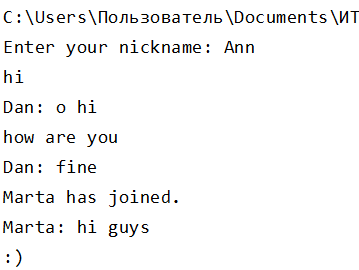 C:\Users\Пользователь\Documents\ИТ
Enter your nickname: Ann
hi
Dan: o hi
how are you
Dan: fine
Marta has joined.
Marta: hi guys
:)